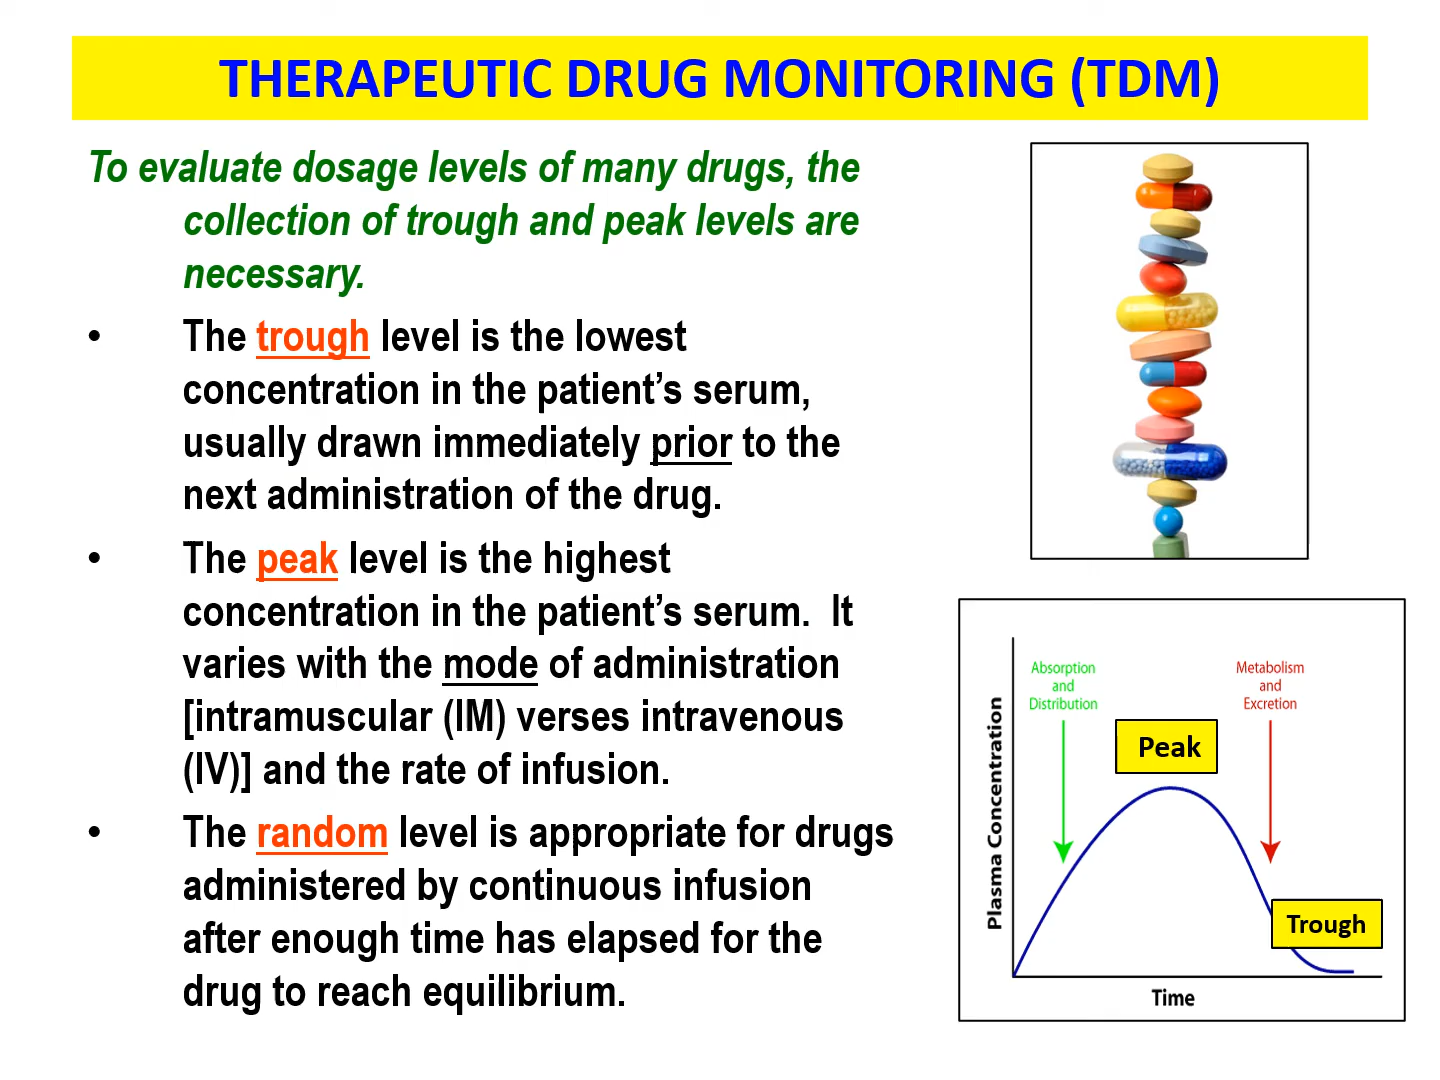 THERAPEUTIC DRUG MONITORING (TDM)
To evaluate dosage levels of many drugs, the
collection of trough and peak levels are
necessary.
• The trough level is the lowest
concentration in the patient’s serum,
usually drawn immediately prior to the
next administration of the drug.
• The peak level is the highest
concentration in the patient’s serum.  It
varies with the mode of administration
[intramuscular (IM) verses intravenous
(IV)] and the rate of infusion.
• The random level is appropriate for drugs
administered by continuous infusion
after enough time has elapsed for the
drug to reach equilibrium.
Plasma Concentration
Absorption
and
Distribution
Peak
Metabolism
and
Excretion
Trough
Time